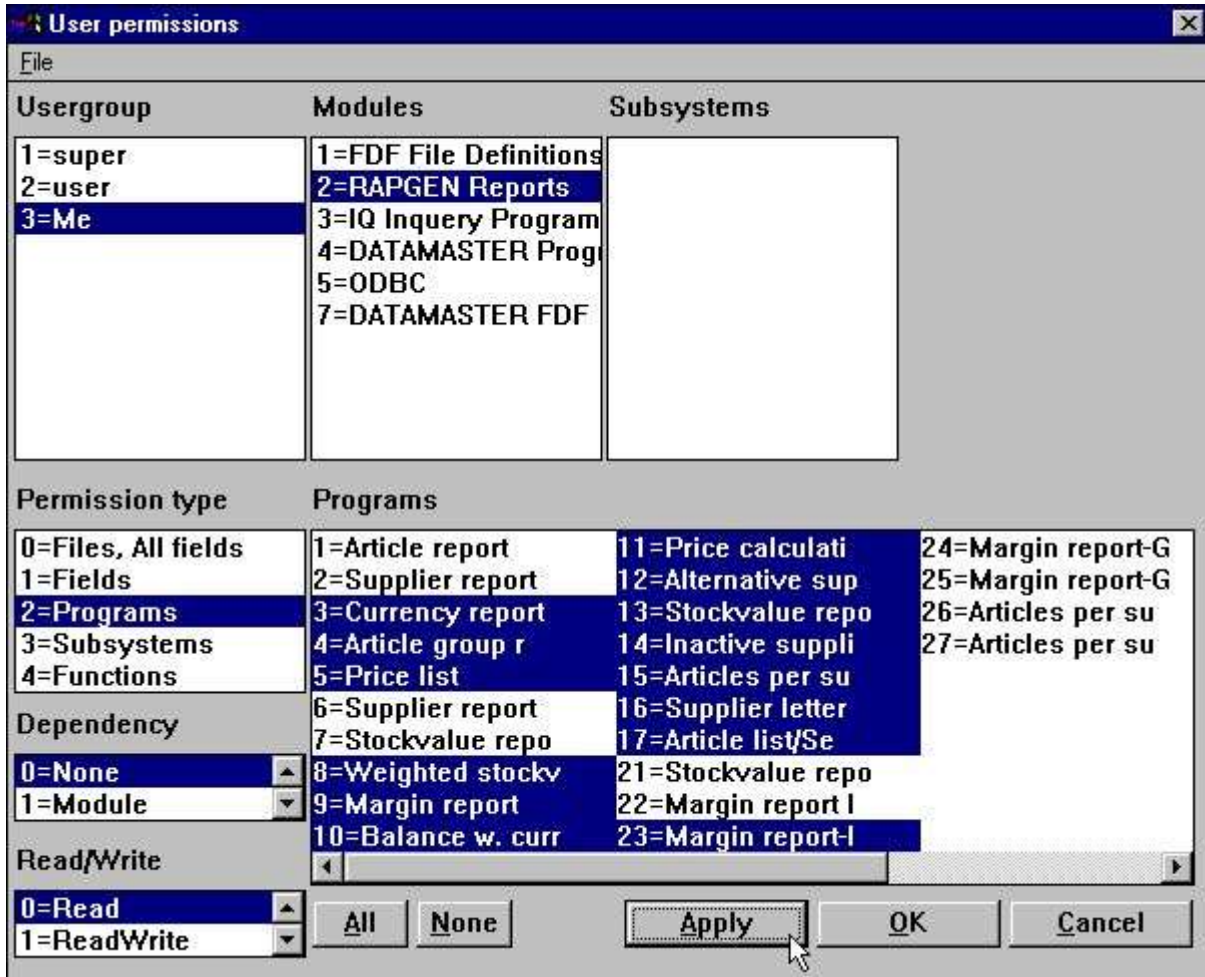 User permissions
File
Usergroup
1=super
2=user
3=Me
Modules
1=FDF File Definitions
2=RAPGEN Reports
3=IQ Inquery Program
4=DATAMASTER Progr
5=ODBC
7=DATAMASTER FDF
Subsystems
Permission type
0=Files, All fields
1=Fields
2=Programs
3=Subsystems
4=Functions
Dependency
0=None
1=Module
Read/Write
0=Read
1=ReadWrite
Programs
1=Article report
2=Supplier report
3=Currency report
4=Article group r
5=Price list
6=Supplier report
7=Stockvalue repo
8=Weighted stockv
9=Margin report
10=Balance w. curr
11=Price calculati
12=Alternative sup
13=Stockvalue repo
14=Inactive suppli
15=Articles per su
16=Supplier letter
17=Article list/Se
21=Stockvalue repo
22=Margin report I
23=Margin report-I
24=Margin report-G
25=Margin report-G
26=Articles per su
27=Articles per su
All
None
Apply
OK
Cancel